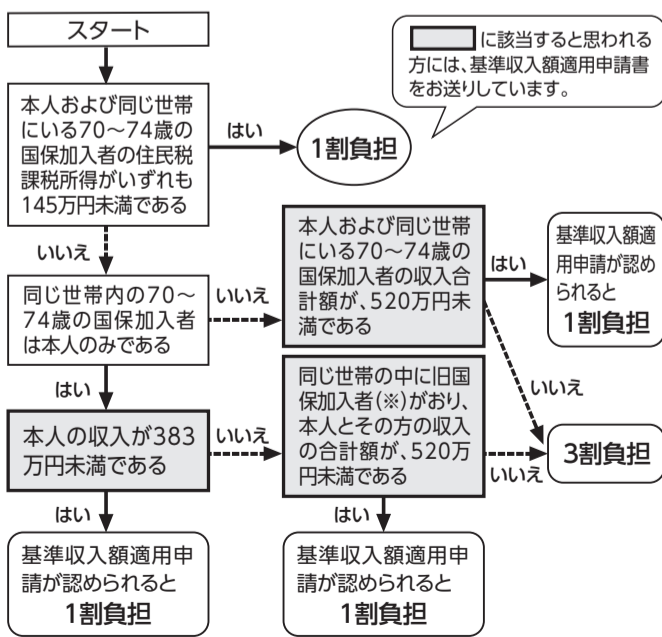 スタート
に該当すると思われる
方には、基準収入額適用申請書
をお送りしています。
本人および同じ世帯
にいる70～74歳の
国保加入者の住民税
課税所得がいずれも
145万円未満である
はい
1割負担
いいえ
同じ世帯内の70～
74歳の国保加入者
は本人のみである
いいえ
本人および同じ世帯
にいる70～74歳の
国保加入者の収入合
計額が、520万円未
満である
はい
基準収入額適
用申請が認め
られると
1割負担
いいえ
はい
本人の収入が383
万円未満である
いいえ
同じ世帯の中に旧国
保加入者(※)がおり、
本人とその方の収入
の合計額が、520万
円未満である
いいえ
3割負担
はい
基準収入額適用申
請が認められると
1割負担
はい
基準収入額適用申
請が認められると
1割負担